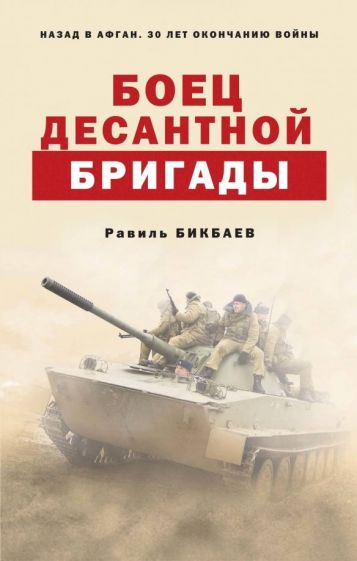 НАЗАД В АФГАН. 30 ЛЕТ ОКОНЧАНИЮ ВОЙНЫ
БОЕЦ
ДЕСАНТНОЙ
БРИГАДЫ
Равиль БИКБАЕВ